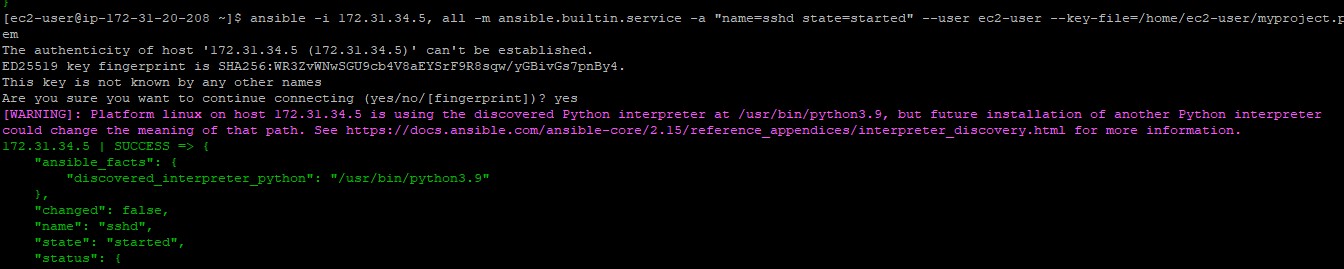 }
[ec2-user@ip-172-31-20-208 ~]$ ansible -i 172.31.34.5, all -m ansible.builtin.service -a "name=sshd state=started" --user ec2-user --key-file=/home/ec2-user/myproject.p
em
The authenticity of host '172.31.34.5 (172.31.34.5)' can't be established.
ED25519 key fingerprint is SHA256:WR3ZvWNwSGU9cb4V8aEYSrF9R8sqw/yGBivGs7pnBy4.
This key is not known by any other names
Are you sure you want to continue connecting (yes/no/[fingerprint])? yes
[WARNING]: Platform linux on host 172.31.34.5 is using the discovered Python interpreter at /usr/bin/python3.9, but future installation of another Python interpreter
could change the meaning of that path. See https://docs.ansible.com/ansible-core/2.15/reference_appendices/interpreter_discovery.html for more information.
172.31.34.5 | SUCCESS => {
    "ansible_facts": {
        "discovered_interpreter_python": "/usr/bin/python3.9"
    },
    "changed": false,
    "name": "sshd",
    "state": "started",
    "status": {